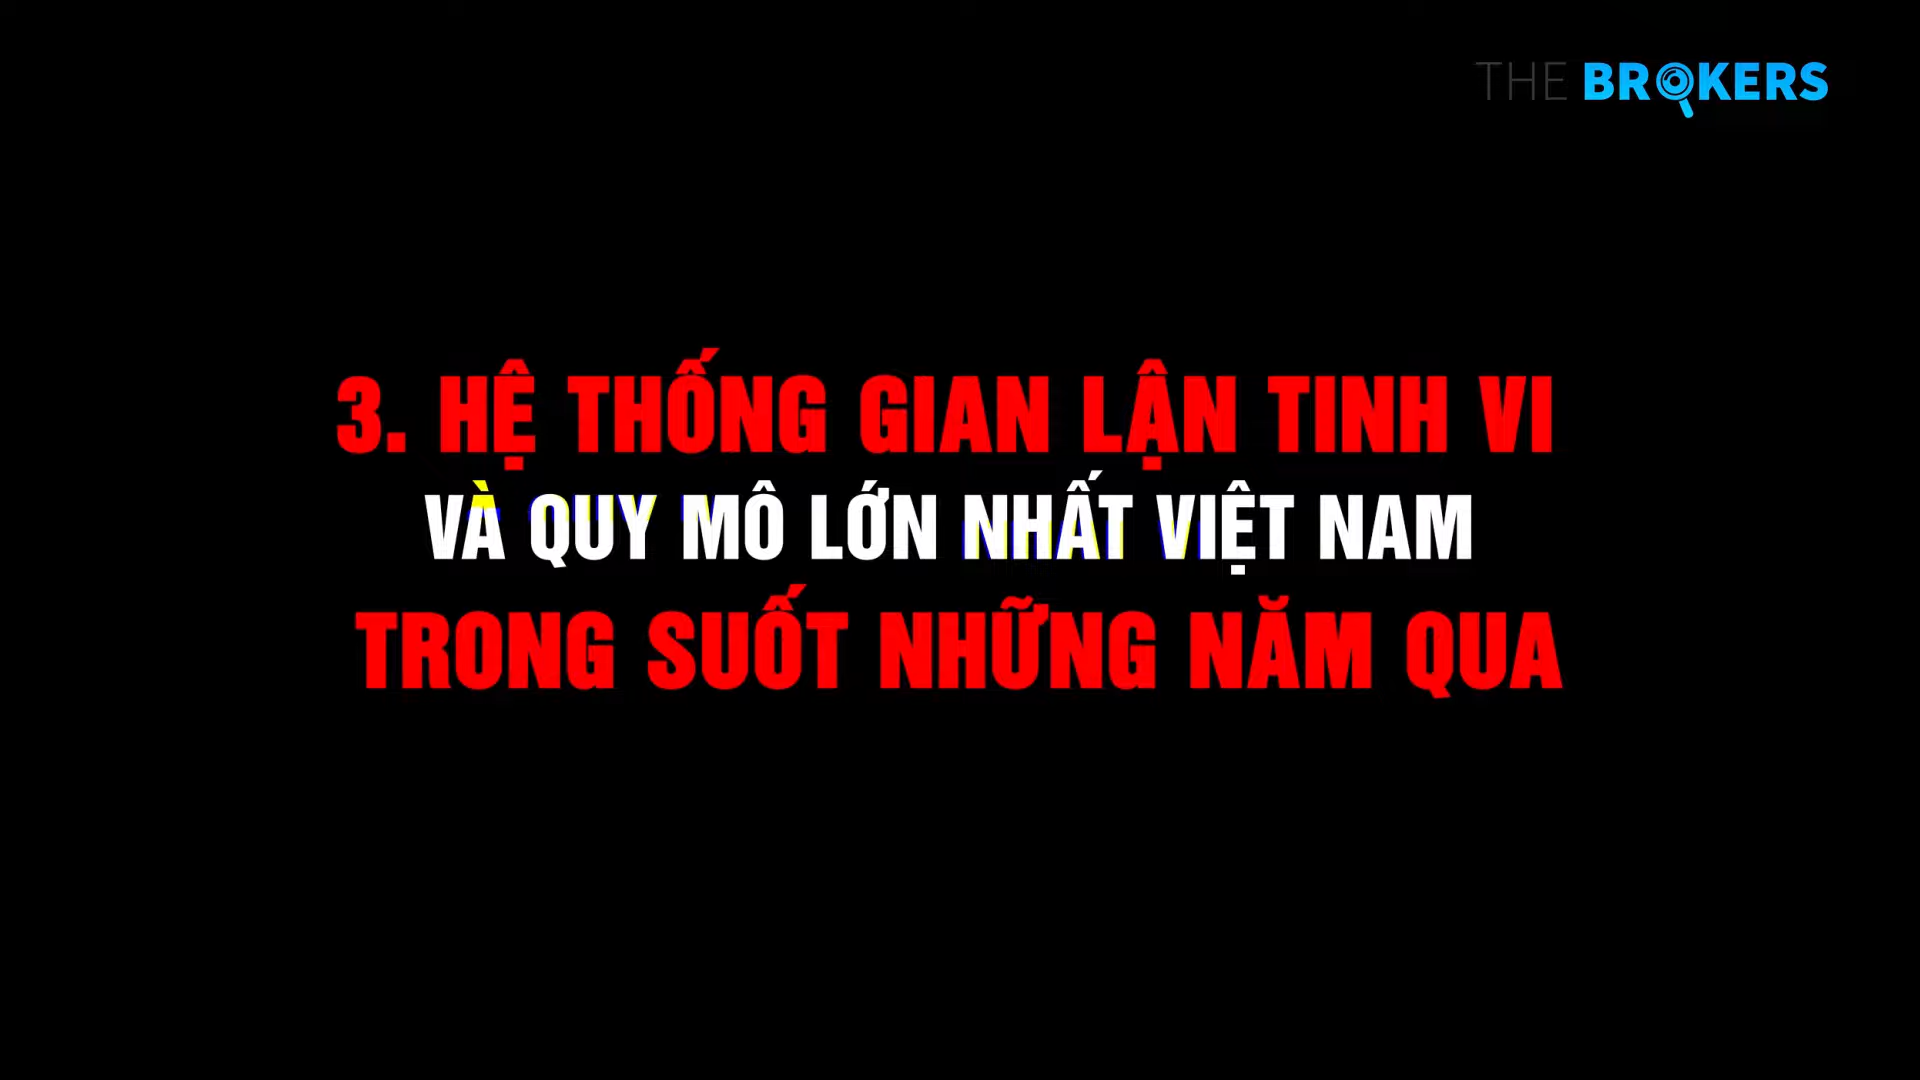 THE BROKERS
3. HỆ THỐNG GIAN LẬN TINH VI
VÀ QUY MÔ LỚN NHẤT VIỆT NAM
TRONG SUỐT NHỮNG NĂM QUA